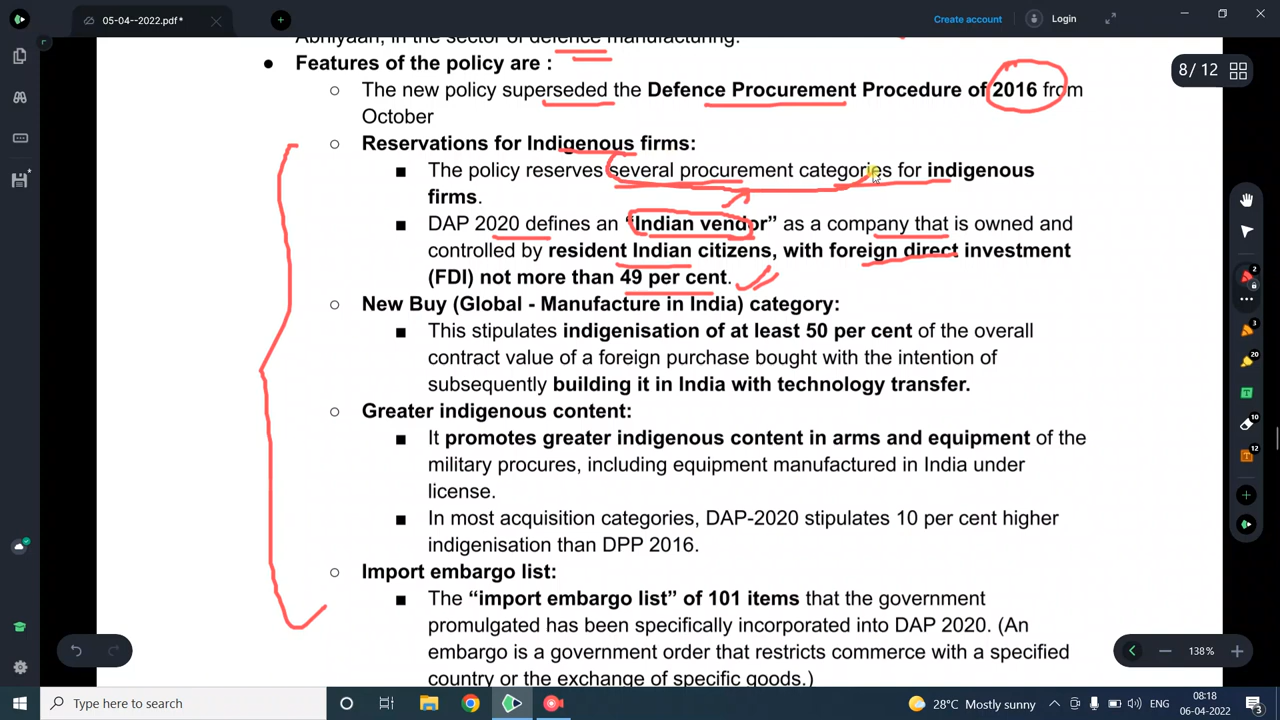 05-04--2022.pdf*
Create account
Login
Abhiyaan, in the sector of defence manufacturing.
8 / 12
● Features of the policy are :
○ The new policy superseded the Defence Procurement Procedure of 2016 from
October
○ Reservations for Indigenous firms:
■ The policy reserves several procurement categories for indigenous
firms.
■ DAP 2020 defines an “Indian vendor” as a company that is owned and
controlled by resident Indian citizens, with foreign direct investment
(FDI) not more than 49 per cent.
○ New Buy (Global - Manufacture in India) category:
■ This stipulates indigenisation of at least 50 per cent of the overall
contract value of a foreign purchase bought with the intention of
subsequently building it in India with technology transfer.
○ Greater indigenous content:
■ It promotes greater indigenous content in arms and equipment of the
military procures, including equipment manufactured in India under
license.
■ In most acquisition categories, DAP-2020 stipulates 10 per cent higher
indigenisation than DPP 2016.
○ Import embargo list:
■ The “import embargo list” of 101 items that the government
promulgated has been specifically incorporated into DAP 2020. (An
embargo is a government order that restricts commerce with a specified
country or the exchange of specific goods.)
2
3
20
10
12
138%
Type here to search
28°C Mostly sunny
ENG
08:18
06-04-2022
3